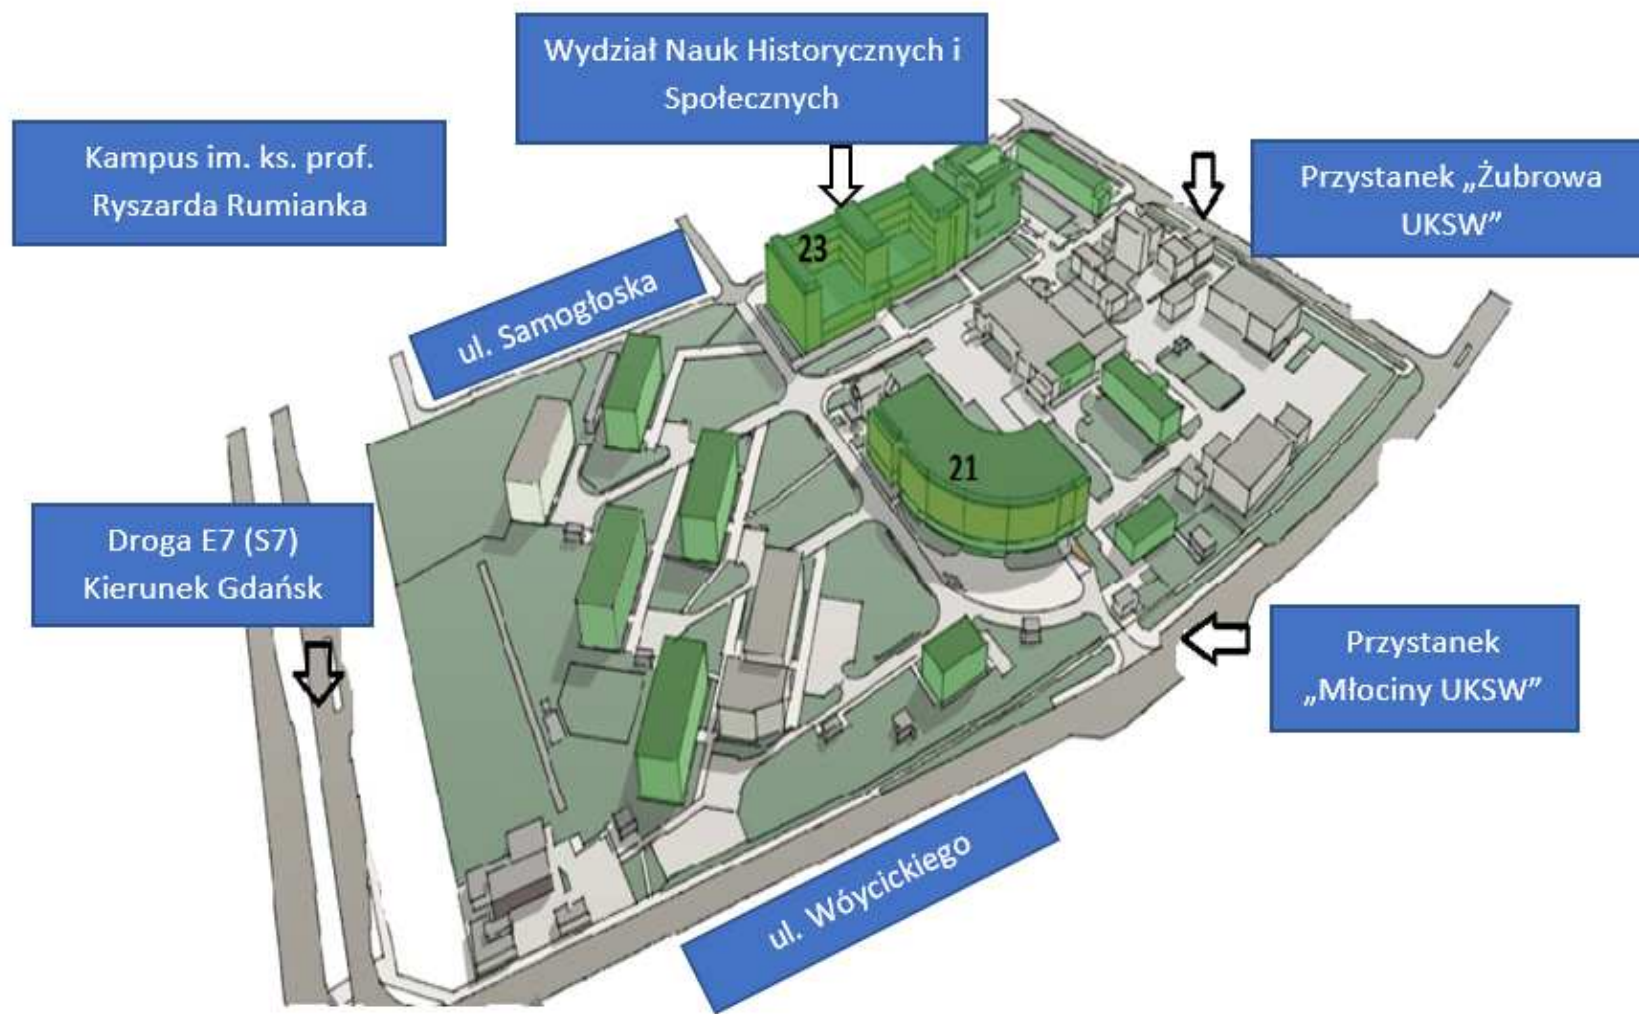 Wydział Nauk Historycznych i
Społecznych
Kampus im. ks. prof.
Ryszarda Rumianka
Przystanek „Żubrowa
UKSW”
23
ul. Samogłoska
21
Droga E7 (S7)
Kierunek Gdańsk
Przystanek
„Młociny UKSW”
ul. Wóycickiego